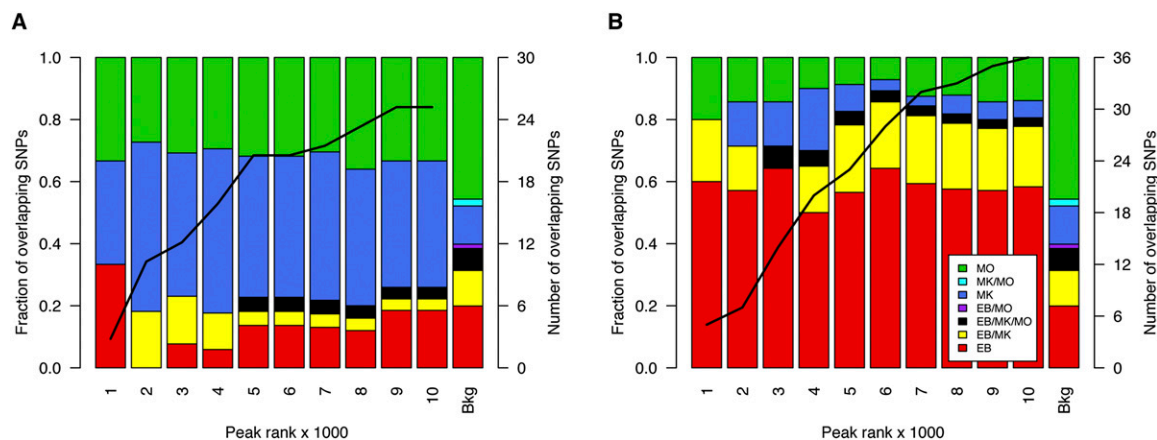 A
1.0
0.8
0.6
0.4
0.2
0.0
Fraction of overlapping SNPs
30
24
18
12
6
0
Number of overlapping SNPs
1 2 3 4 5 6 7 8 9 10 Bkg
Peak rank x 1000
B
1.0
0.8
0.6
0.4
0.2
0.0
Fraction of overlapping SNPs
36
30
24
18
12
6
0
Number of overlapping SNPs
MO
MK/MO
MK
EB/MO
EB/MK/MO
EB/MK
EB
1 2 3 4 5 6 7 8 9 10 Bkg
Peak rank x 1000